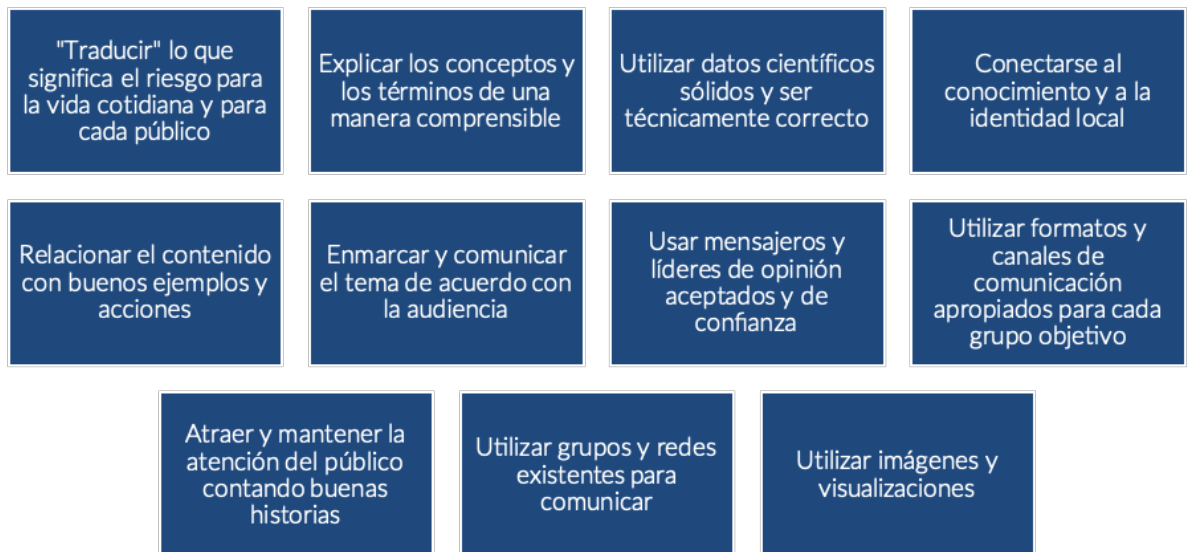 "Traducir" lo que
significa el riesgo para
la vida cotidiana y para
cada público
Explicar los conceptos y
los términos de una
manera comprensible
Utilizar datos científicos
sólidos y ser
técnicamente correcto
Conectarse al
conocimiento y a la
identidad local
Relacionar el contenido
con buenos ejemplos y
acciones
Enmarcar y comunicar
el tema de acuerdo con
la audiencia
Usar mensajeros y
líderes de opinión
aceptados y de
confianza
Utilizar formatos y
canales de
comunicación
apropiados para cada
grupo objetivo
Atraer y mantener la
atención del público
contando buenas
historias
Utilizar grupos y redes
existentes para
comunicar
Utilizar imágenes y
visualizaciones